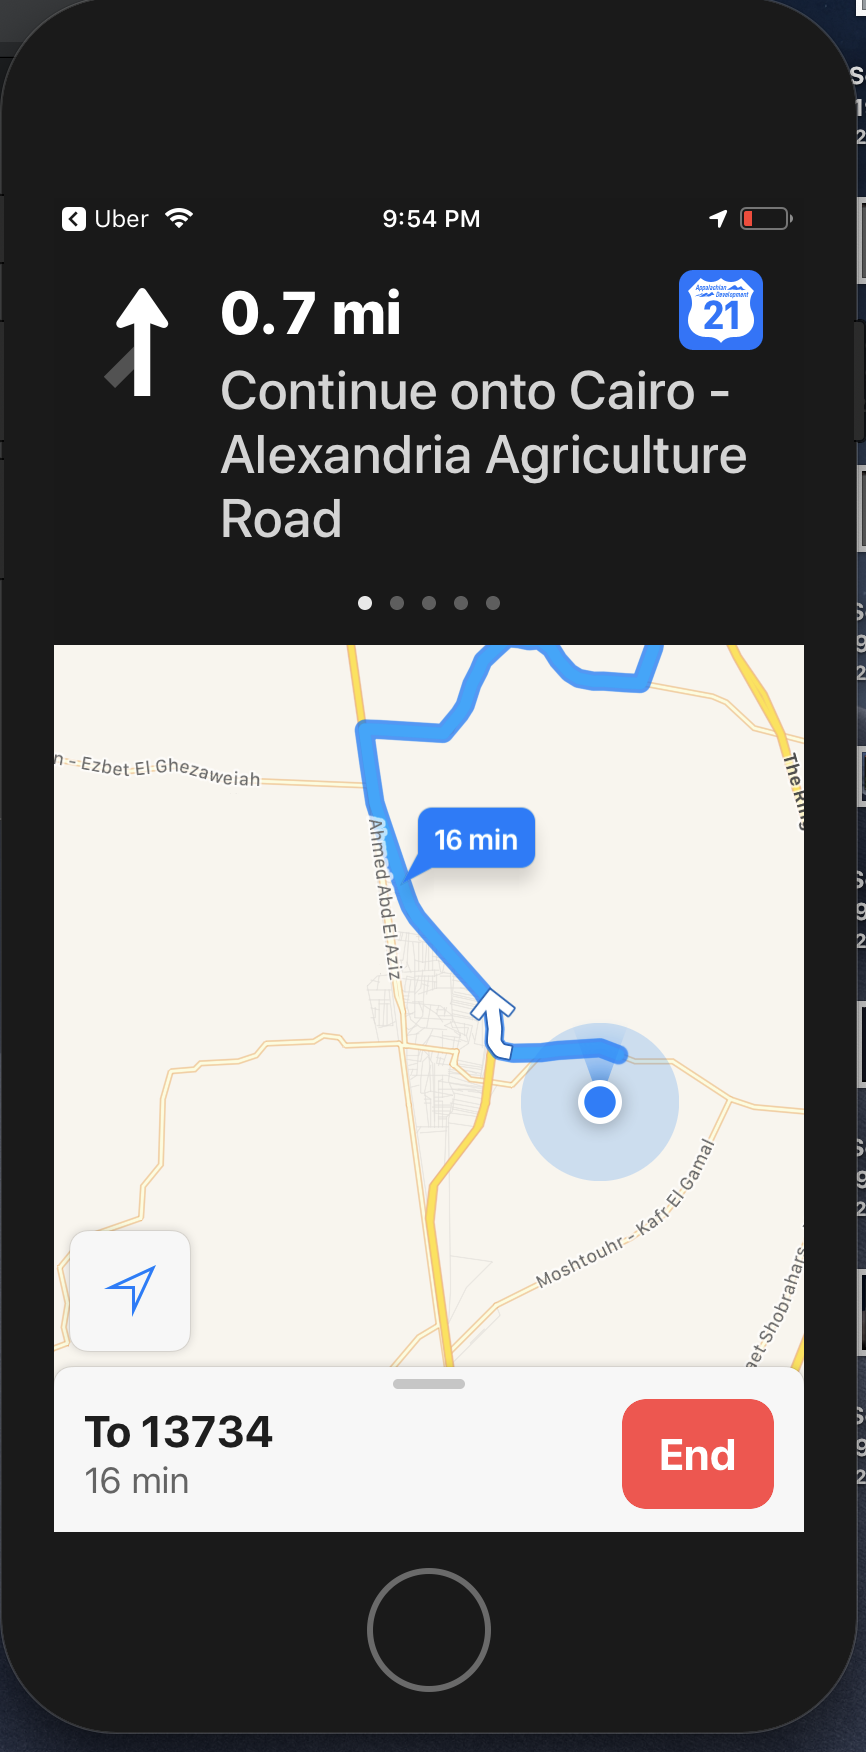 Uber
9:54 PM
0.7 mi
Appalachian
Development
21
Continue onto Cairo -
Alexandria Agriculture
Road
n - Ezbet El Ghezaweiah
The Ring
16 min
Ahmed Abd El Aziz
Moshtouhr - Kafr El Gamal
aet Shobrahars
To 13734
16 min
End